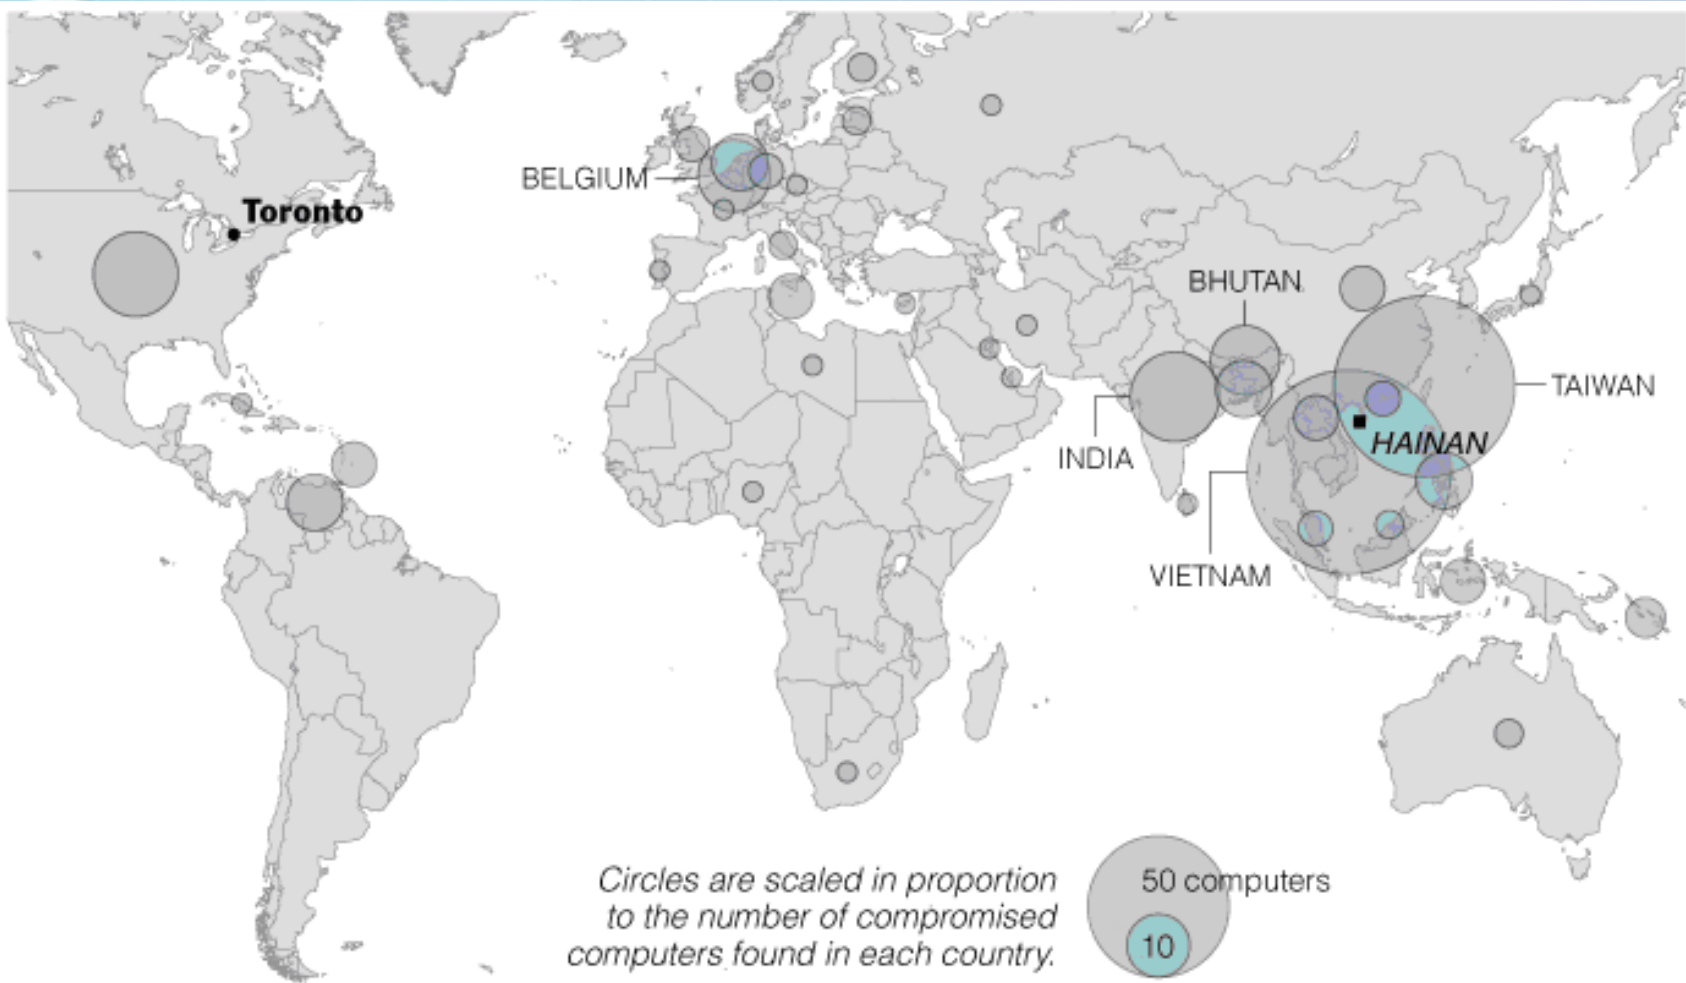 BELGIUM
Toronto
BHUTAN
TAIWAN
HAINAN
INDIA
VIETNAM
Circles are scaled in proportion
to the number of compromised
computers found in each country.
50 computers
10